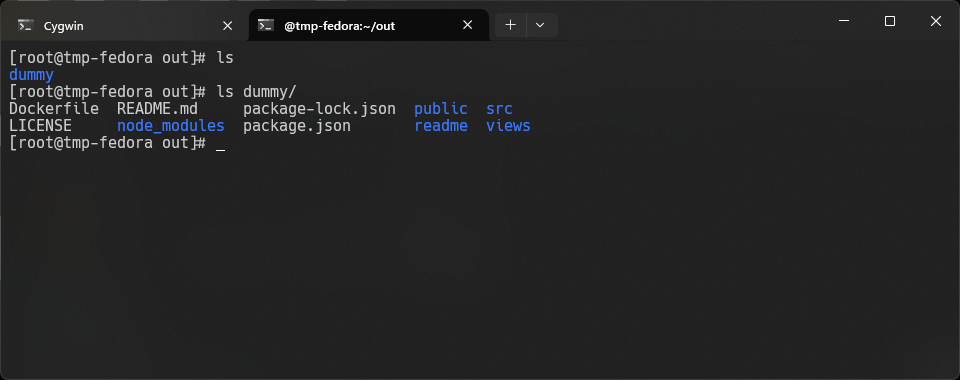 Cygwin
@tmp-fedora:~/out
[root@tmp-fedora out]# ls
dummy
[root@tmp-fedora out]# ls dummy/
Dockerfile  README.md     package-lock.json  public  src
LICENSE     node_modules  package.json       readme  views
[root@tmp-fedora out]# _